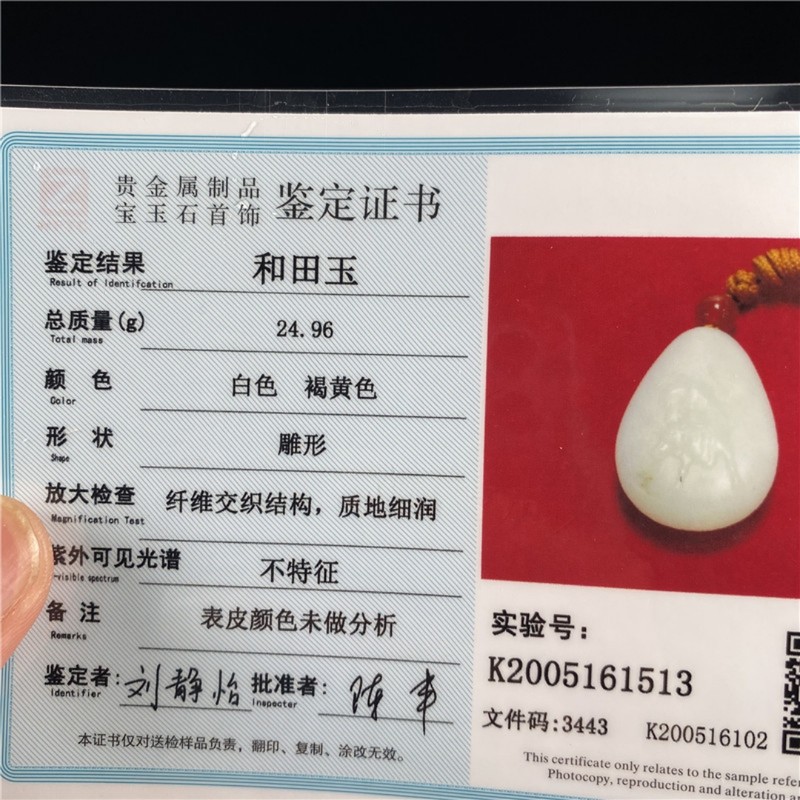 贵金属制品
宝玉石首饰
鉴定证书
鉴定结果 和田玉
Result of Identifcation
总质量(g) 24.96
Total mass
颜 色 白色 褐黄色
Color
形 状 雕形
Shape
放大检查 纤维交织结构，质地细润
Magnification Test
紫外可见光谱 不特征
-visible spectrum
备 注 表皮颜色未做分析
Remarks
鉴定者: 刘静怡 批准者: 陈丰
Identifier Inspecter
本证书仅对送检样品负责，翻印、复制、涂改无效。
实验号：
K2005161513
文件码:3443 K200516102
This certificate only relates to the sample refer
Photocopy, reproduction and alteration a